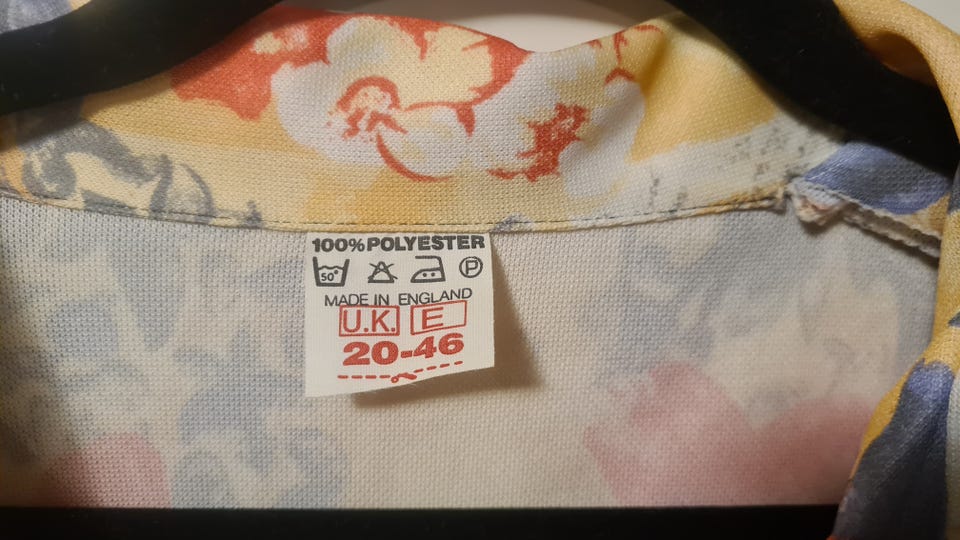 100% POLYESTER
50° P
MADE IN ENGLAND
U.K. E
20-46